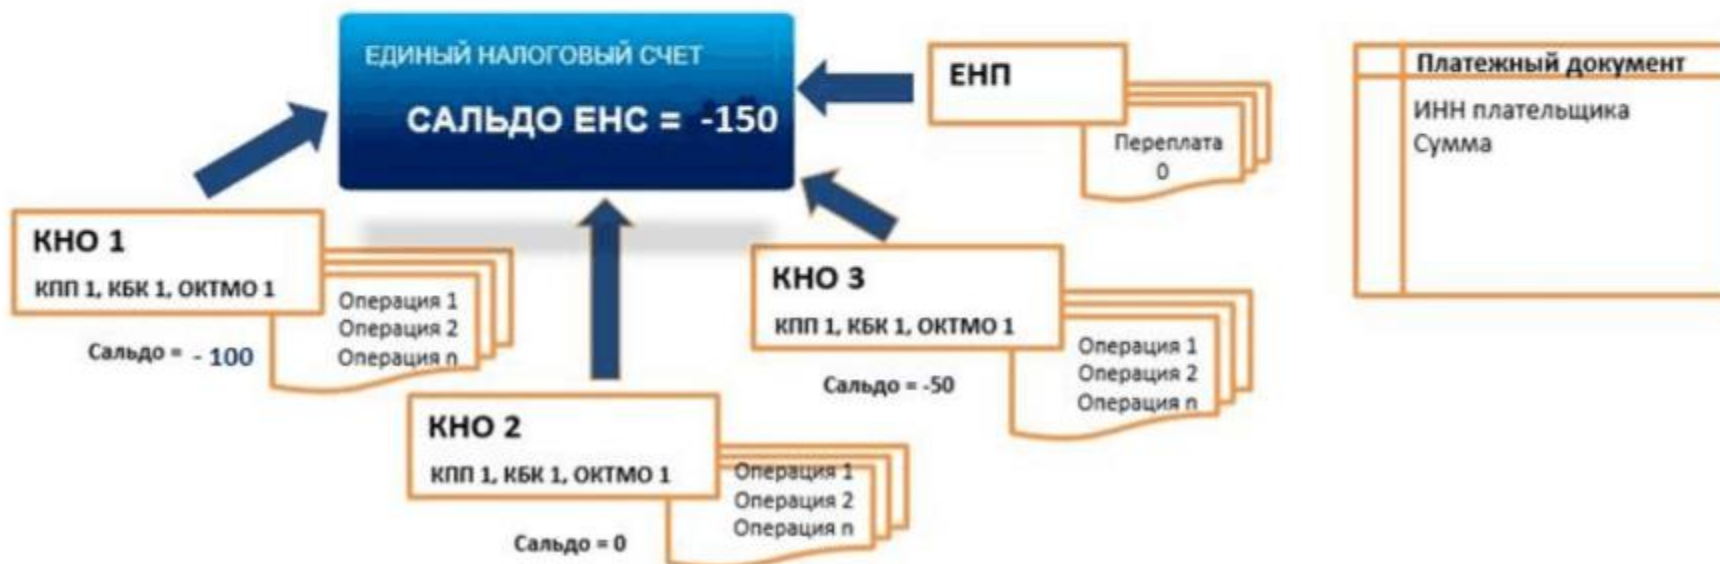 ЕДИНЫЙ НАЛОГОВЫЙ СЧЕТ
САЛЬДО ЕНС = -150
ЕНП
Переплата
0
Платежный документ
ИНН плательщика
Сумма
КНО 1
КПП 1, КБК 1, ОКТМО 1
Операция 1
Операция 2
Операция n
Сальдо = - 100
КНО 2
КПП 1, КБК 1, ОКТМО 1
Операция 1
Операция 2
Операция n
Сальдо = 0
КНО 3
КПП 1, КБК 1, ОКТМО 1
Операция 1
Операция 2
Операция n
Сальдо = -50